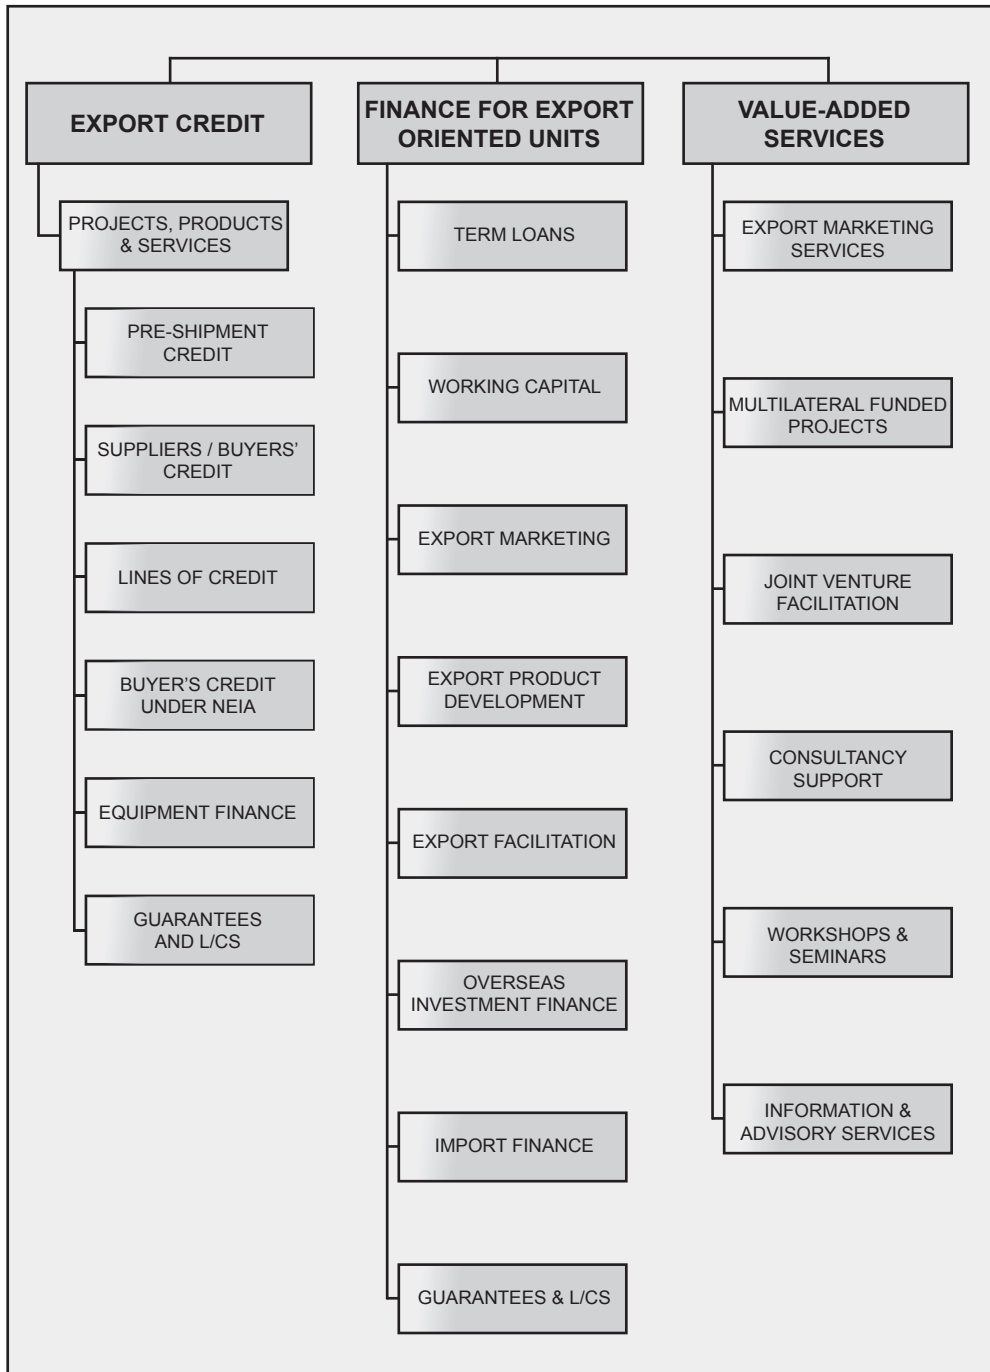 EXPORT CREDIT
PROJECTS, PRODUCTS
& SERVICES
PRE-SHIPMENT
CREDIT
SUPPLIERS / BUYERS’
CREDIT
LINES OF CREDIT
BUYER’S CREDIT
UNDER NEIA
EQUIPMENT FINANCE
GUARANTEES
AND L/CS
FINANCE FOR EXPORT
ORIENTED UNITS
TERM LOANS
WORKING CAPITAL
EXPORT MARKETING
EXPORT PRODUCT
DEVELOPMENT
EXPORT FACILITATION
OVERSEAS
INVESTMENT FINANCE
IMPORT FINANCE
GUARANTEES & L/CS
VALUE-ADDED
SERVICES
EXPORT MARKETING
SERVICES
MULTILATERAL FUNDED
PROJECTS
JOINT VENTURE
FACILITATION
CONSULTANCY
SUPPORT
WORKSHOPS &
SEMINARS
INFORMATION &
ADVISORY SERVICES